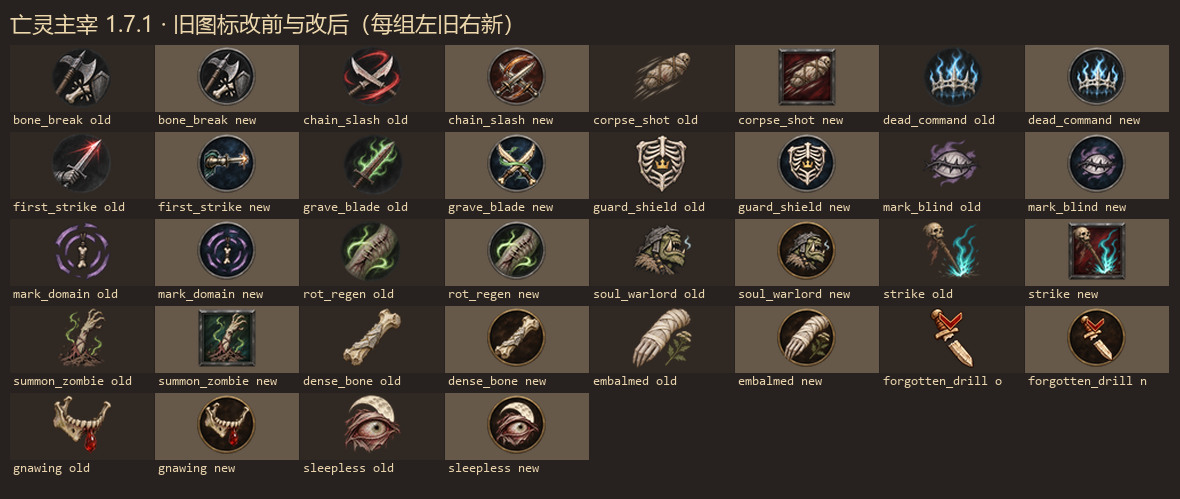 亡灵主宰 1.7.1 · 旧图标改前与改后（每组左旧右新）
bone_break old bone_break new chain_slash old chain_slash new corpse_shot old corpse_shot new dead_command old dead_command new
first_strike old first_strike new grave_blade old grave_blade new guard_shield old guard_shield new mark_blind old mark_blind new
mark_domain old mark_domain new rot_regen old rot_regen new soul_warlord old soul_warlord new strike old strike new
summon_zombie old summon_zombie new dense_bone old dense_bone new embalmed old embalmed new forgotten_drill o forgotten_drill n
gnawing old gnawing new sleepless old sleepless new